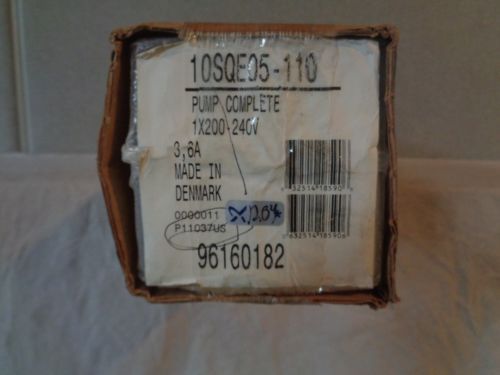 10SQE05-110
PUMP COMPLETE
1X200-240V
3,6A
MADE IN
DENMARK
0000011
P11037US
96160182